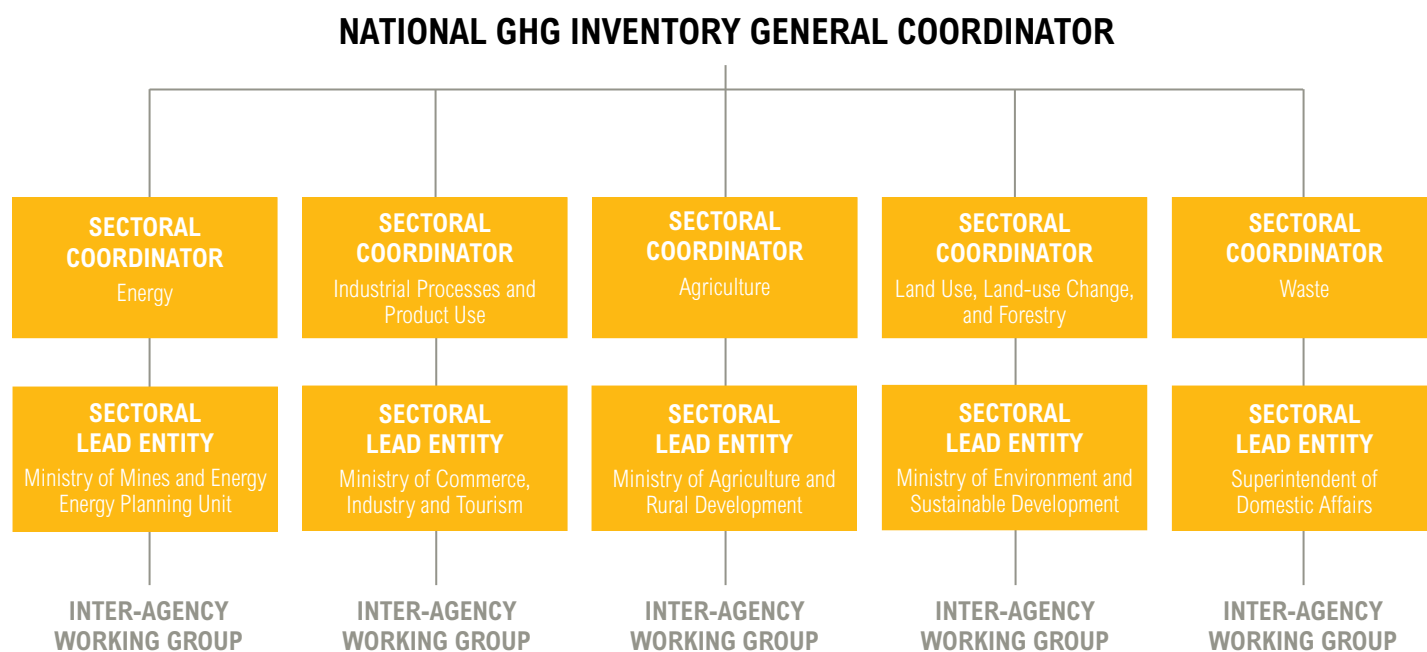 NATIONAL GHG INVENTORY GENERAL COORDINATOR
SECTORAL
COORDINATOR
Energy
SECTORAL
COORDINATOR
Industrial Processes and
Product Use
SECTORAL
COORDINATOR
Agriculture
SECTORAL
COORDINATOR
Land Use, Land-use Change,
and Forestry
SECTORAL
COORDINATOR
Waste
SECTORAL
LEAD ENTITY
Ministry of Mines and Energy
Energy Planning Unit
SECTORAL
LEAD ENTITY
Ministry of Commerce,
Industry and Tourism
SECTORAL
LEAD ENTITY
Ministry of Agriculture and
Rural Development
SECTORAL
LEAD ENTITY
Ministry of Environment and
Sustainable Development
SECTORAL
LEAD ENTITY
Superintendent of
Domestic Affairs
INTER-AGENCY
WORKING GROUP
INTER-AGENCY
WORKING GROUP
INTER-AGENCY
WORKING GROUP
INTER-AGENCY
WORKING GROUP
INTER-AGENCY
WORKING GROUP